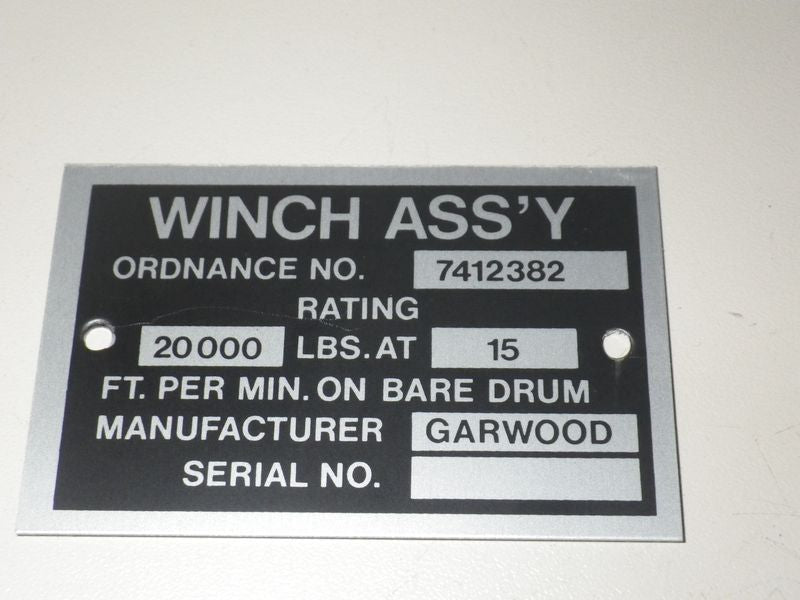 WINCH ASS'Y
ORDNANCE NO. 7412382
RATING
20000 LBS. AT 15
FT. PER MIN. ON BARE DRUM
MANUFACTURER GARWOOD
SERIAL NO.